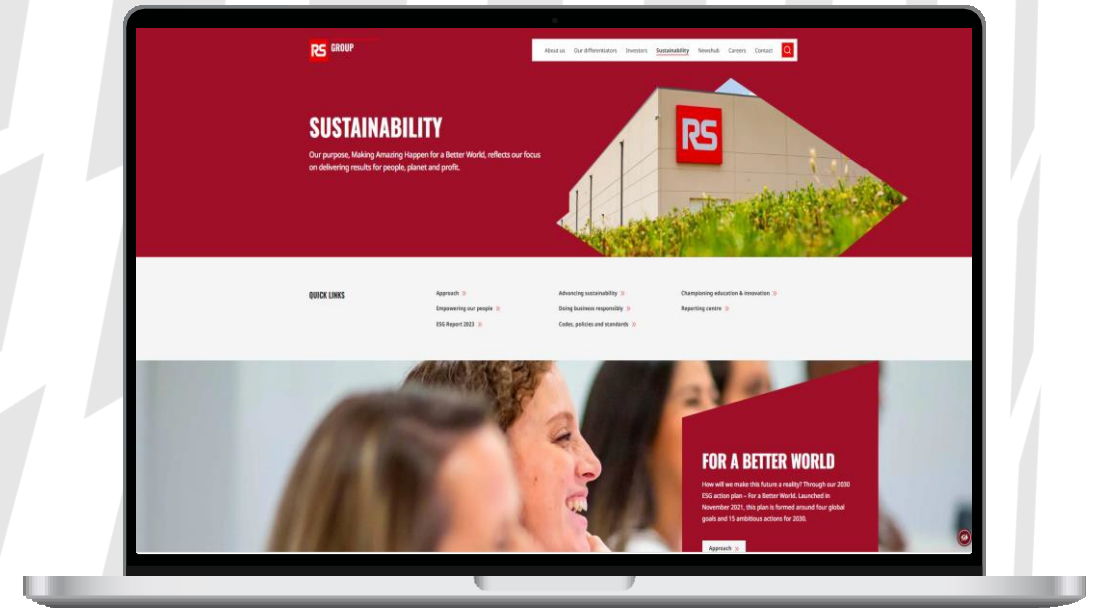 RS GROUP
About us Our differentiators Investors Sustainability Newshub Careers Contact
SUSTAINABILITY
Our purpose, Making Amazing Happen for a Better World, reflects our focus
on delivering results for people, planet and profit.
RS
QUICK LINKS
Approach
Empowering our people
ESG Report 2023
Advancing sustainability
Doing business responsibly
Codes, policies and standards
Championing education & innovation
Reporting centre
FOR A BETTER WORLD
How will we make this future a reality? Through our 2030
ESG action plan – For a Better World. Launched in
November 2021, this plan is formed around four global
goals and 15 ambitious actions for 2030.
Approach